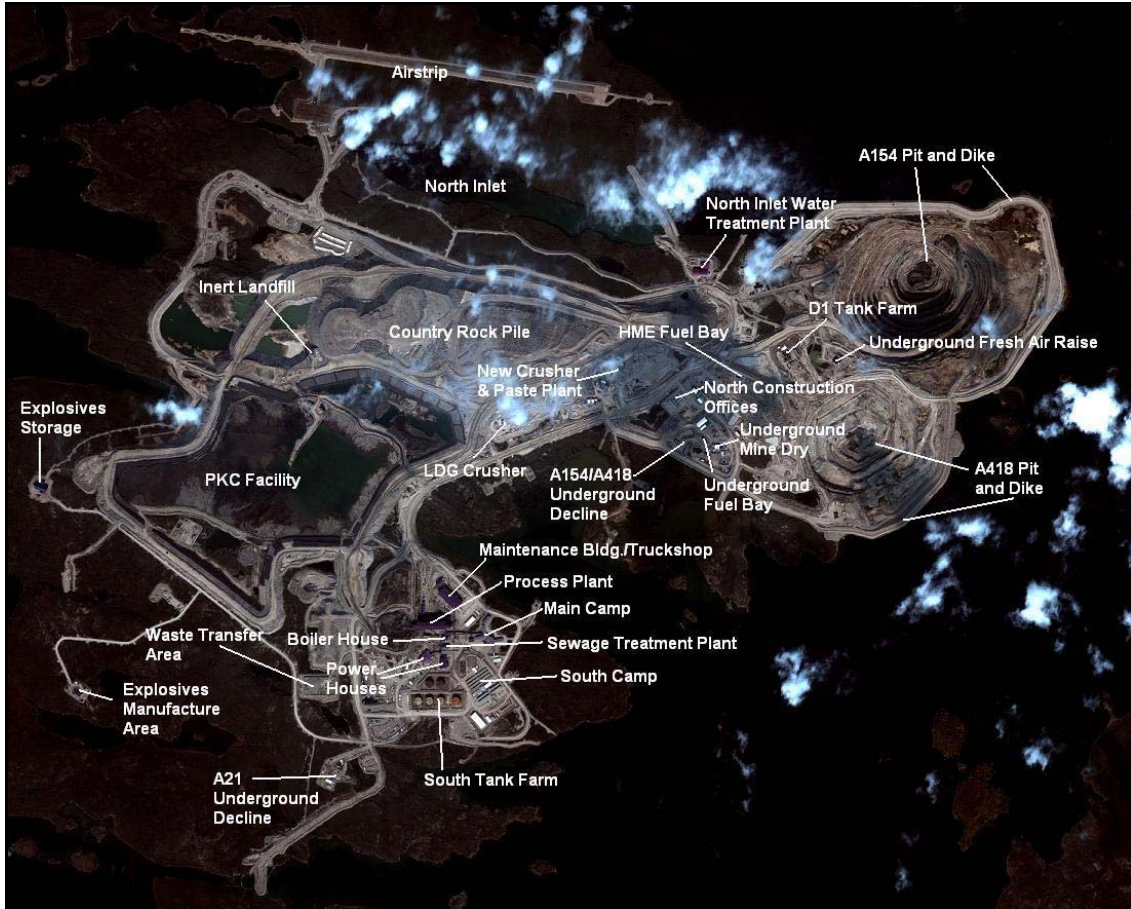 Airstrip
A154 Pit and Dike
North Inlet
North Inlet Water
Treatment Plant
Inert Landfill
D1 Tank Farm
Country Rock Pile
HME Fuel Bay
Underground Fresh Air Raise
New Crusher
& Paste Plant
North Construction
Offices
Explosives
Storage
Underground
Mine Dry
LDG Crusher
A154/A418
Underground
Decline
Underground
Fuel Bay
A418 Pit
and Dike
PKC Facility
Maintenance Bldg./Truckshop
Process Plant
Main Camp
Waste Transfer
Area
Boiler House
Sewage Treatment Plant
Power
Houses
South Camp
Explosives
Manufacture
Area
A21
Underground
Decline
South Tank Farm